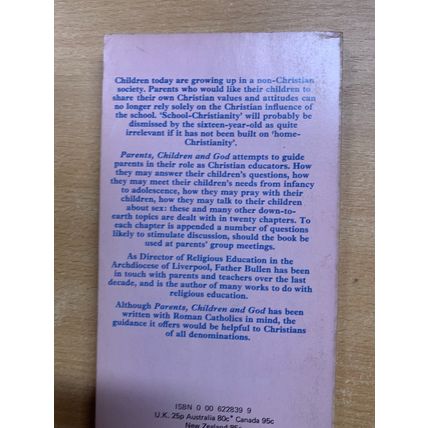 Children today are growing up in a non-Christian
society. Parents who would like their children to
share their own Christian values and attitudes can
no longer rely solely on the Christian influence of
the school. ‘School-Christianity’ will probably be
dismissed by the sixteen-year-old as quite
irrelevant if it has not been built on ‘home-
Christianity’.
Parents, Children and God attempts to guide
parents in their role as Christian educators. How
they may answer their children’s questions, how
they may meet their children’s needs from infancy
to adolescence, how they may pray with their
children, how they may talk to their children
about sex: these and many other down-to-
earth topics are dealt with in twenty chapters. To
each chapter is appended a number of questions
likely to stimulate discussion, should the book be
used at parents’ group meetings.
As Director of Religious Education in the
Archdiocese of Liverpool, Father Bullen has been
in touch with parents and teachers over the last
decade, and is the author of many works to do with
religious education.
Although Parents, Children and God has been
written with Roman Catholics in mind, the
guidance it offers would be helpful to Christians
of all denominations.
ISBN 0 00 622839 9
U.K. 25p Australia 80c* Canada 95c
New Zealand